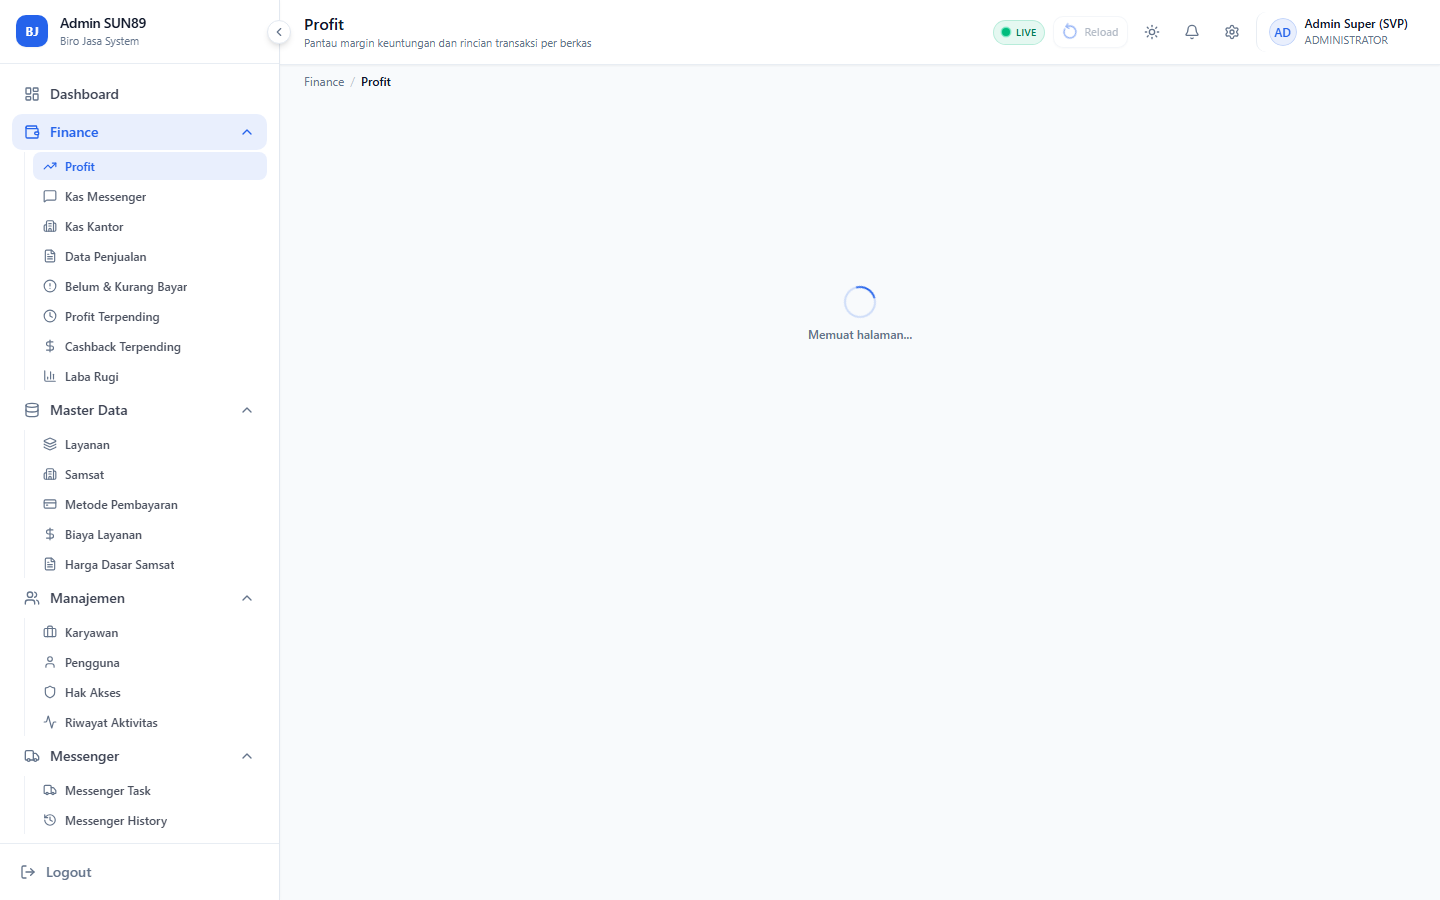 BJ
Admin SUN89
Biro Jasa System
Dashboard
Finance
Profit
Kas Messenger
Kas Kantor
Data Penjualan
Belum & Kurang Bayar
Profit Terpending
Cashback Terpending
Laba Rugi
Master Data
Layanan
Samsat
Metode Pembayaran
Biaya Layanan
Harga Dasar Samsat
Manajemen
Karyawan
Pengguna
Hak Akses
Riwayat Aktivitas
Messenger
Messenger Task
Messenger History
Logout
Profit
Pantau margin keuntungan dan rincian transaksi per berkas
LIVE
Reload
AD
Admin Super (SVP)
ADMINISTRATOR
Finance / Profit
Memuat halaman...